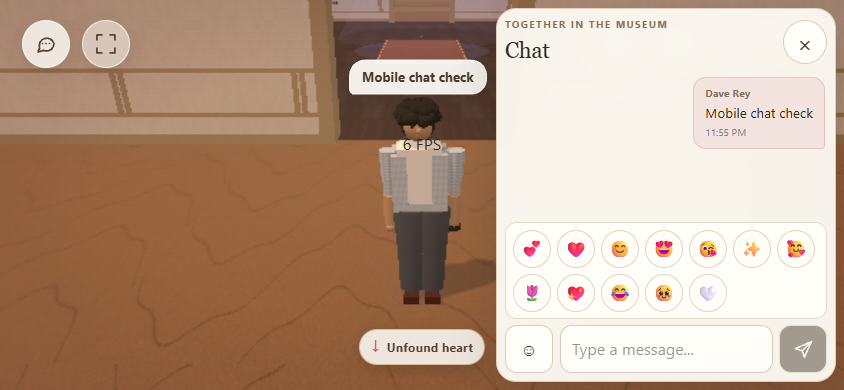 TOGETHER IN THE MUSEUM
Chat
Mobile chat check
Dave Rey
Mobile chat check
11:55 PM
6 FPS
↓ Unfound heart
Type a message...